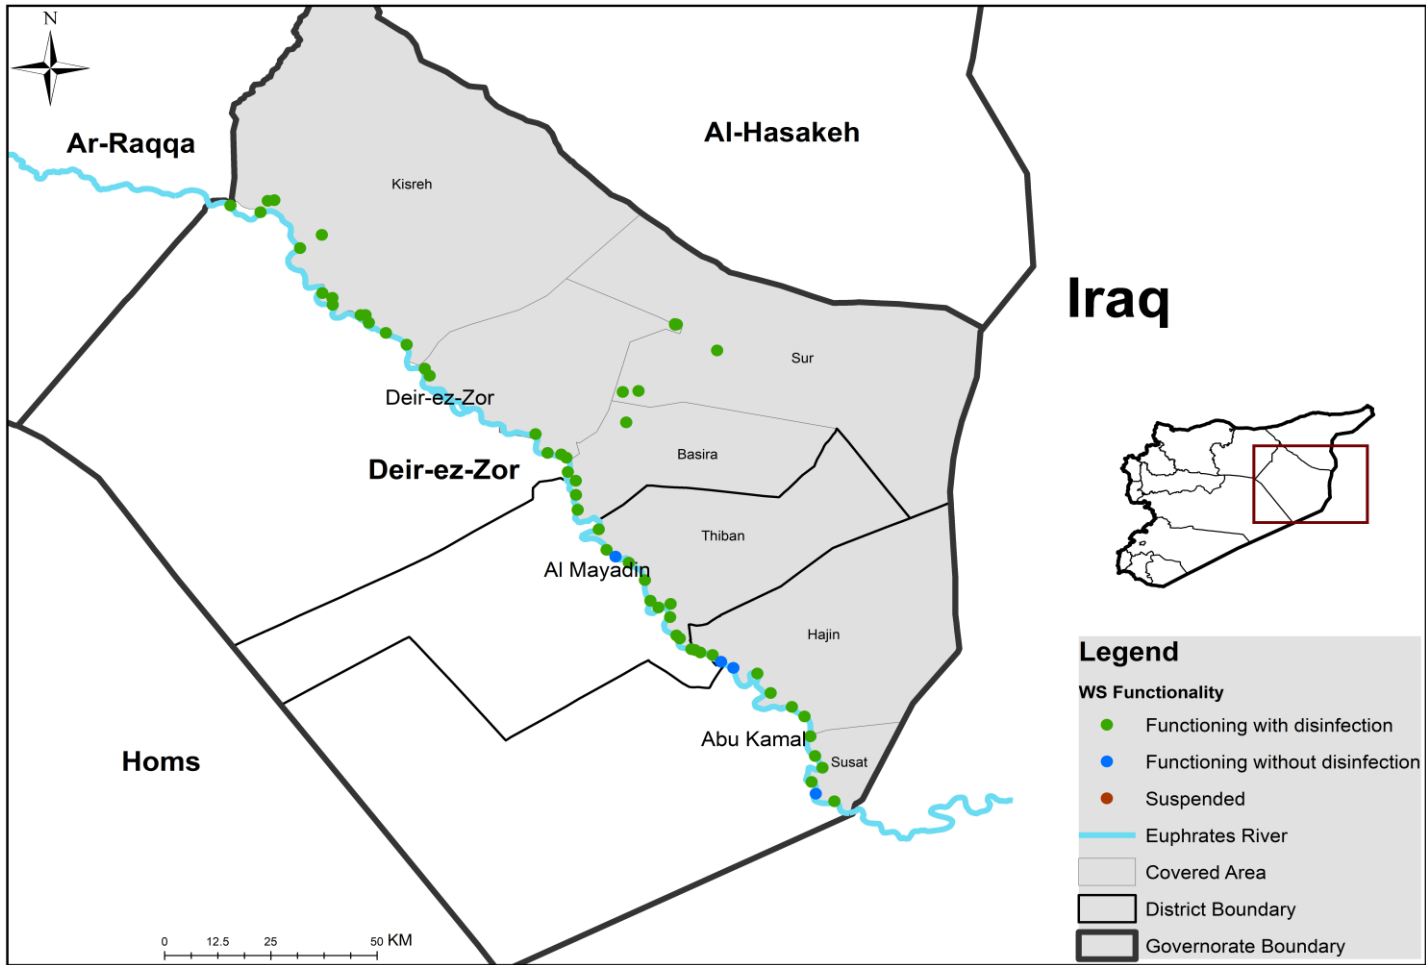 N
Ar-Raqqa
Al-Hasakeh
Kisreh
Iraq
Sur
Deir-ez-Zor
Basira
Deir-ez-Zor
Thiban
Al Mayadin
Hajin
Abu Kamal
Susat
Homs
0 12.5 25 50 KM
Legend
WS Functionality
Functioning with disinfection
Functioning without disinfection
Suspended
Euphrates River
Covered Area
District Boundary
Governorate Boundary